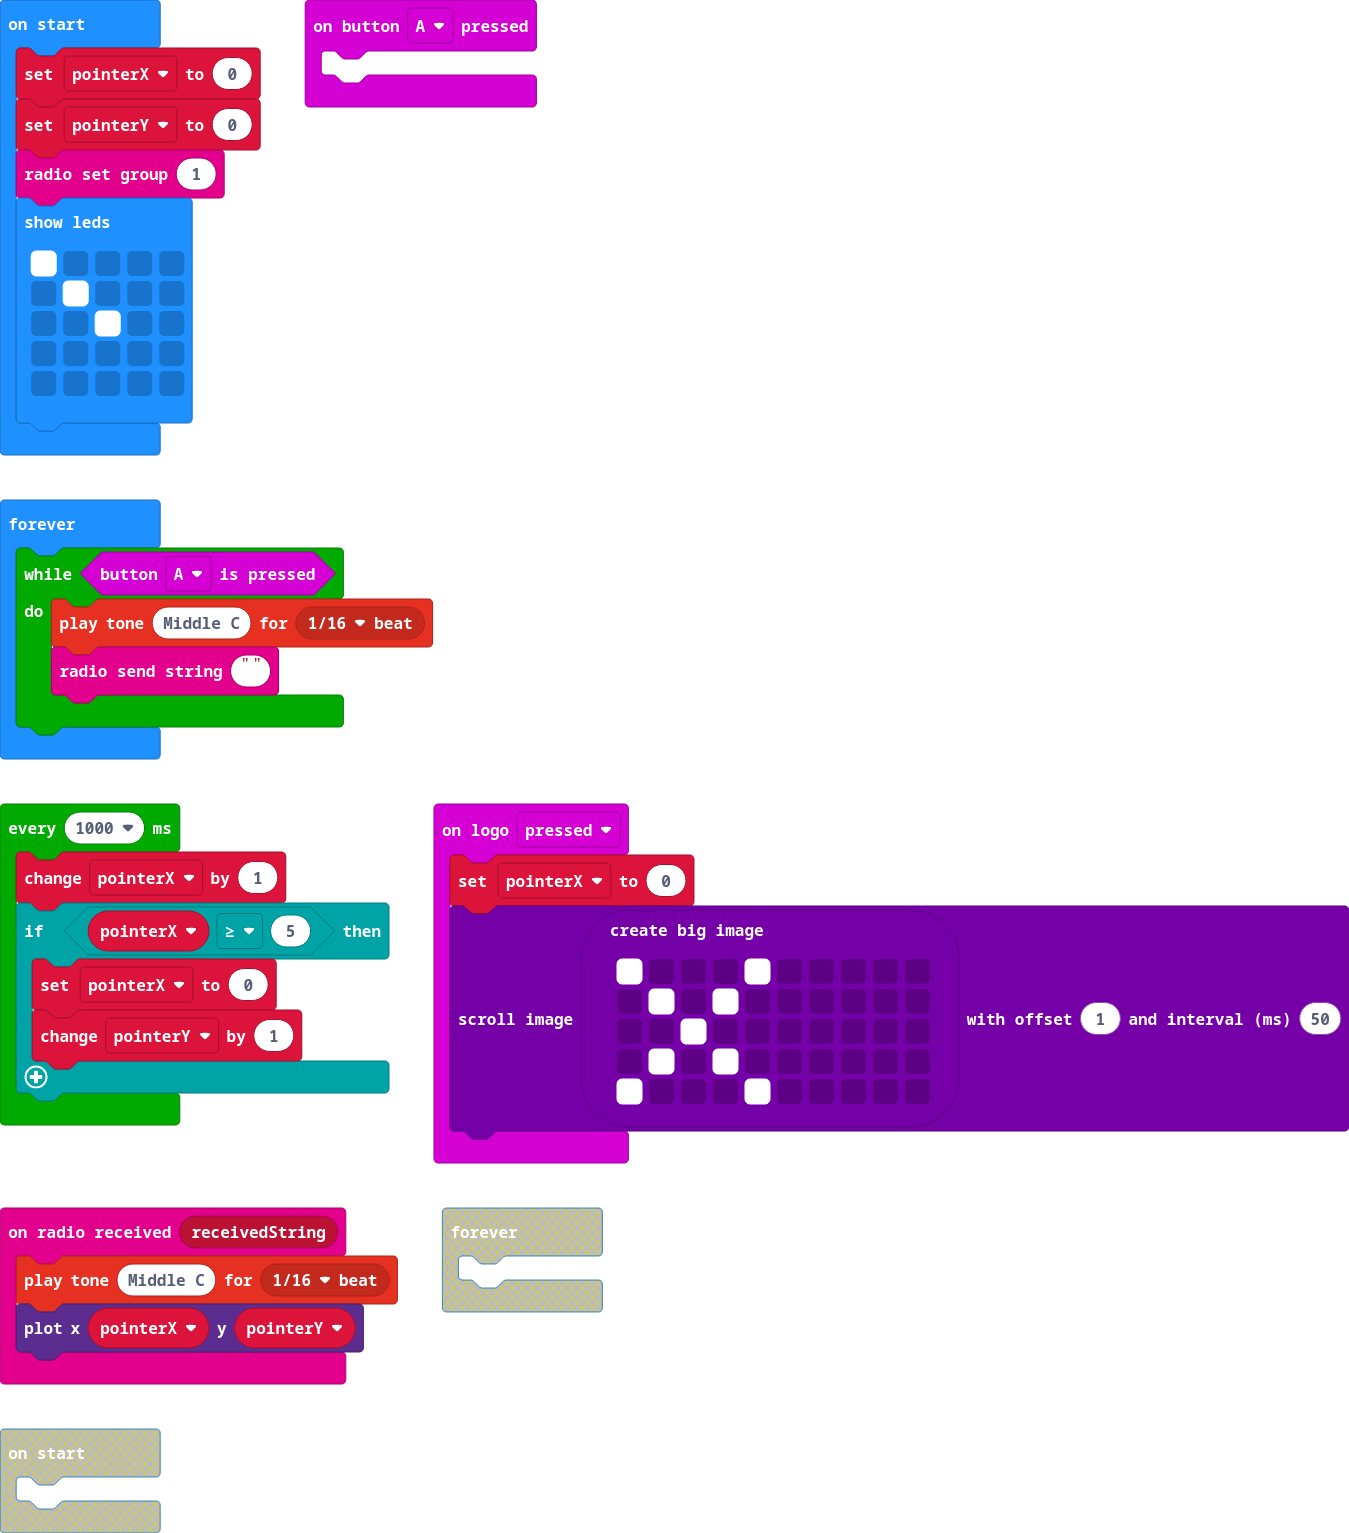 on start
set pointerX to 0
set pointerY to 0
radio set group 1
show leds
on button A pressed
forever
while button A is pressed
do
play tone Middle C for 1/16 beat
radio send string ""
every 1000 ms
change pointerX by 1
if pointerX ≥ 5 then
set pointerX to 0
change pointerY by 1
on logo pressed
set pointerX to 0
create big image
scroll image with offset 1 and interval (ms) 50
on radio received receivedString
play tone Middle C for 1/16 beat
plot x pointerX y pointerY
forever
on start